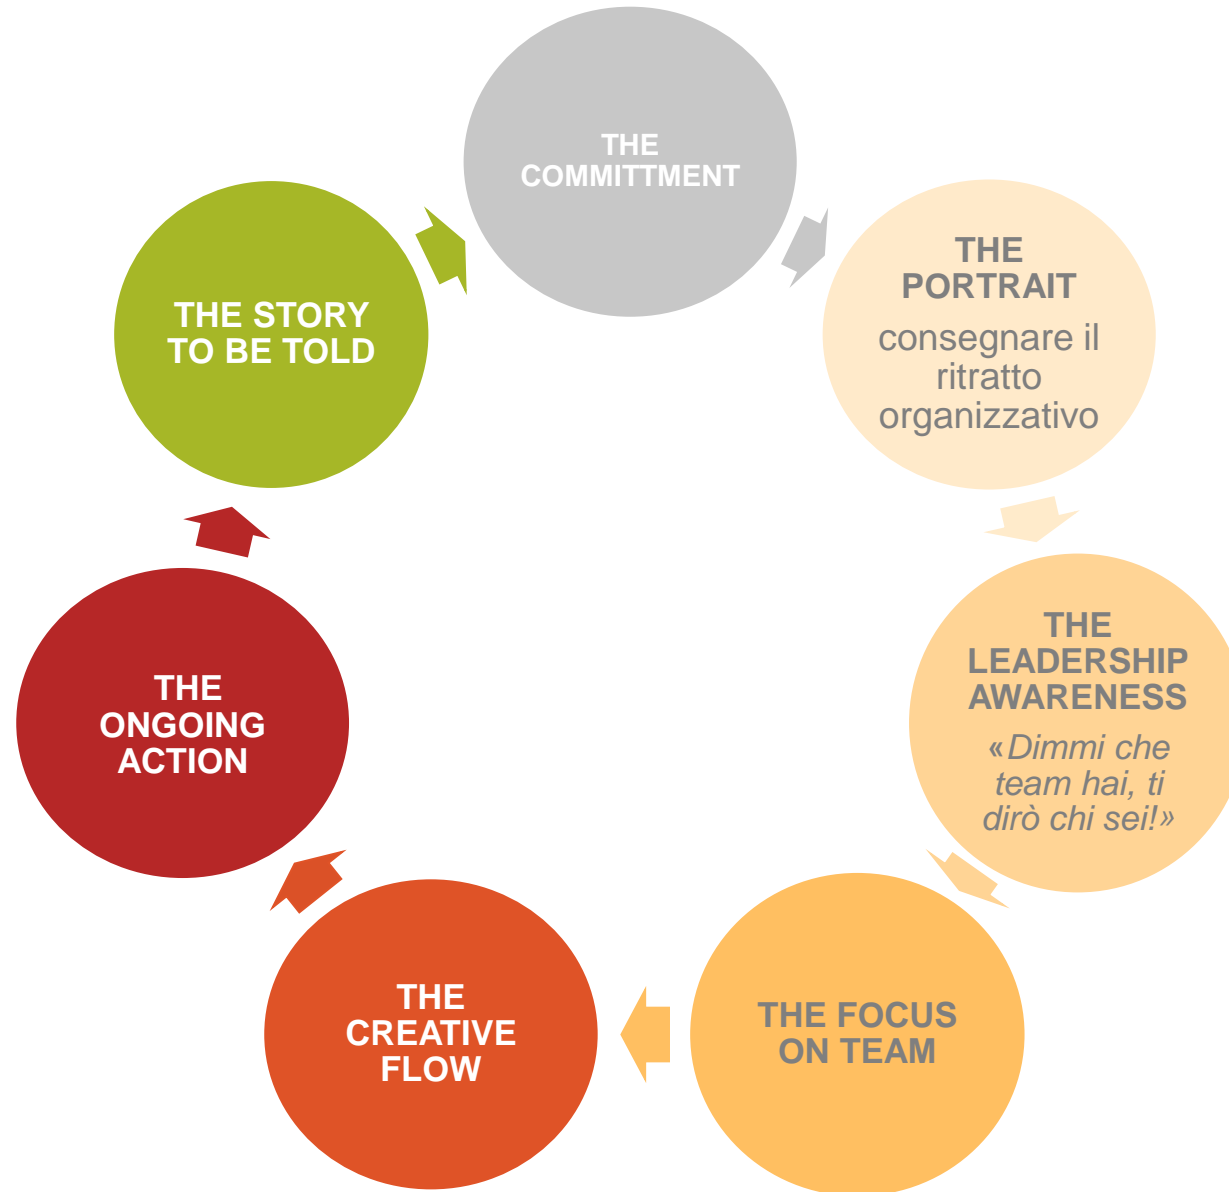 THE
COMMITTMENT
THE
PORTRAIT
consegnare il
ritratto
organizzativo
THE
LEADERSHIP
AWARENESS
«Dimmi che
team hai, ti
dirò chi sei!»
THE FOCUS
ON TEAM
THE
CREATIVE
FLOW
THE
ONGOING
ACTION
THE STORY
TO BE TOLD